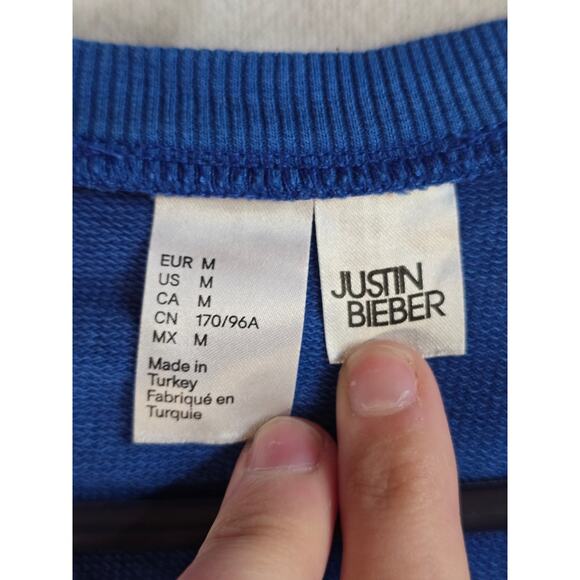 EUR M
US M
CA M
CN 170/96A
MX M
Made in
Turkey
Fabriqué en
Turquie
JUSTIN
BIEBER